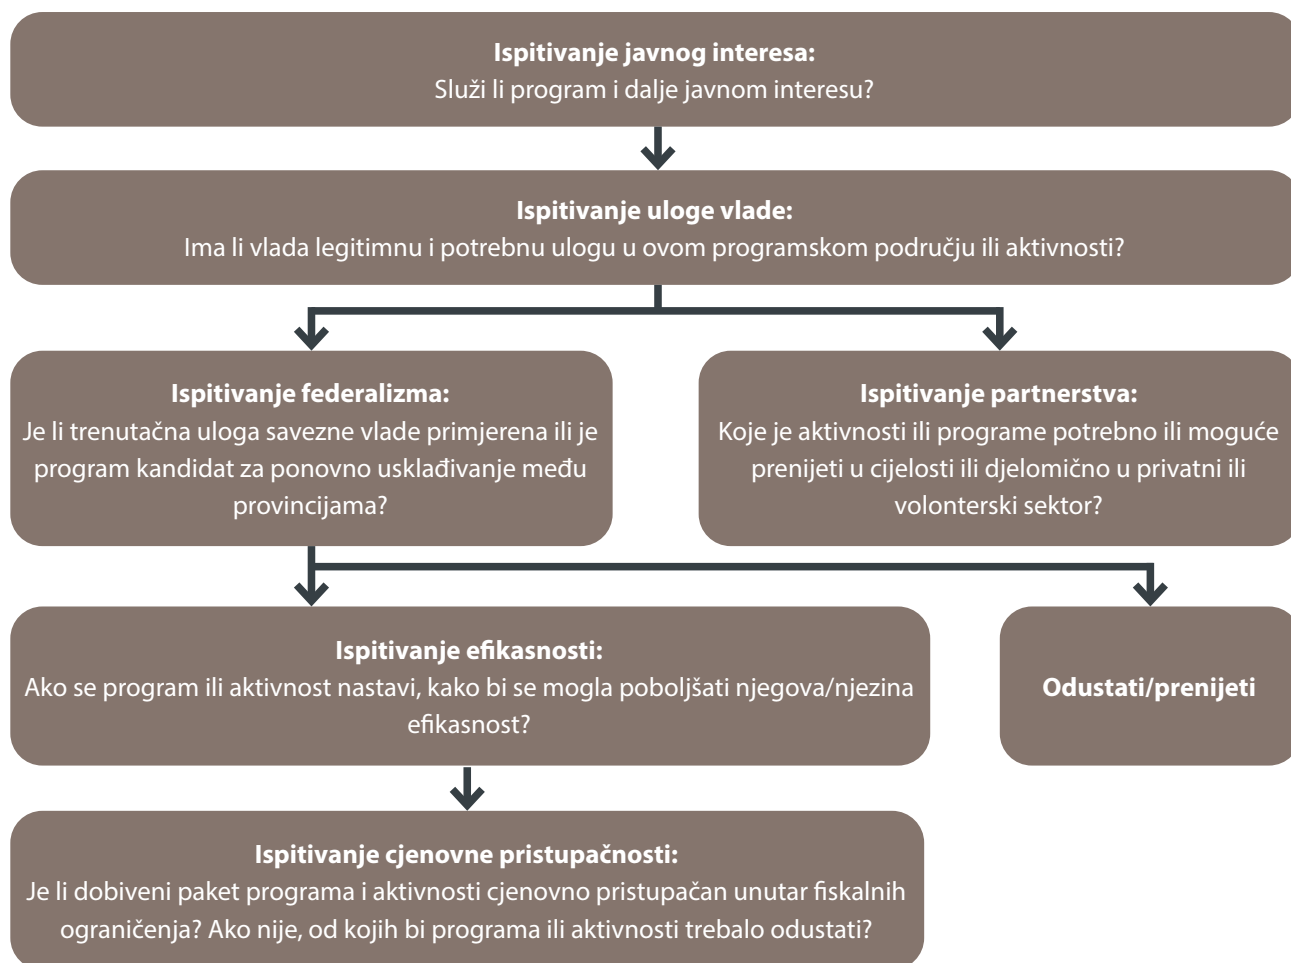 Ispitivanje javnog interesa:
Služi li program i dalje javnom interesu?
Ispitivanje uloge vlade:
Ima li vlada legitimnu i potrebnu ulogu u ovom programskom području ili aktivnosti?
Ispitivanje federalizma:
Je li trenutačna uloga savezne vlade primjerena ili je
program kandidat za ponovno usklađivanje među
provincijama?
Ispitivanje partnerstva:
Koje je aktivnosti ili programe potrebno ili moguće
prenijeti u cijelosti ili djelomično u privatni ili
volonterski sektor?
Ispitivanje efikasnosti:
Ako se program ili aktivnost nastavi, kako bi se mogla poboljšati njegova/njezina
efikasnost?
Odustati/prenijeti
Ispitivanje cjenovne pristupačnosti:
Je li dobiveni paket programa i aktivnosti cjenovno pristupačan unutar fiskalnih
ograničenja? Ako nije, od kojih bi programa ili aktivnosti trebalo odustati?